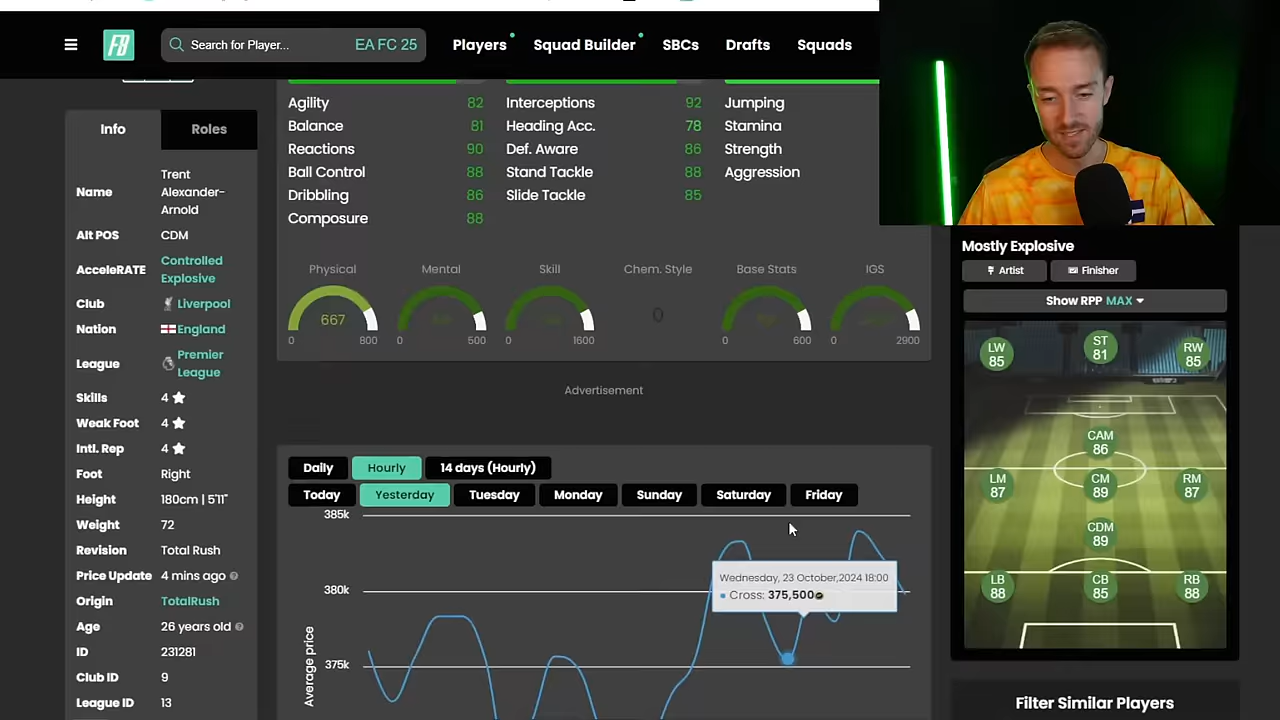 FB
Search for Player...
EA FC 25
Players
Squad Builder
SBCs
Drafts
Squads
Info
Roles
Name
Trent
Alexander-
Arnold
Alt POS
CDM
AcceleRATE
Controlled
Explosive
Club
Liverpool
Nation
England
League
Premier
League
Skills
4
Weak Foot
4
Intl. Rep
4
Foot
Right
Height
180cm | 5'11"
Weight
72
Revision
Total Rush
Price Update
4 mins ago
Origin
TotalRush
Age
26 years old
ID
231281
Club ID
9
League ID
13
Agility 82
Balance 81
Reactions 90
Ball Control 88
Dribbling 86
Composure 88
Interceptions 92
Heading Acc. 78
Def. Aware 86
Stand Tackle 88
Slide Tackle 85
Jumping
Stamina
Strength
Aggression
Physical
667
0 800
Mental
0 500
Skill
0 1600
Chem. Style
0
Base Stats
0 600
IGS
0 2900
Advertisement
Daily
Hourly
14 days (Hourly)
Today
Yesterday
Tuesday
Monday
Sunday
Saturday
Friday
385k
380k
375k
Average price
Wednesday, 23 October,2024 18:00
Cross: 375,500
Mostly Explosive
Artist
Finisher
Show RPP MAX
LW
85
ST
81
RW
85
CAM
86
LM
87
CM
89
RM
87
CDM
89
LB
88
CB
85
RB
88
Filter Similar Players